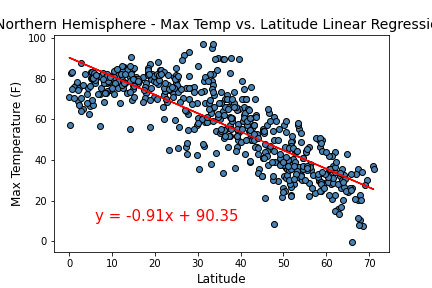 Northern Hemisphere - Max Temp vs. Latitude Linear Regressi
100
80
60
40
20
0
Max Temperature (F)
y = -0.91x + 90.35
0 10 20 30 40 50 60 70
Latitude